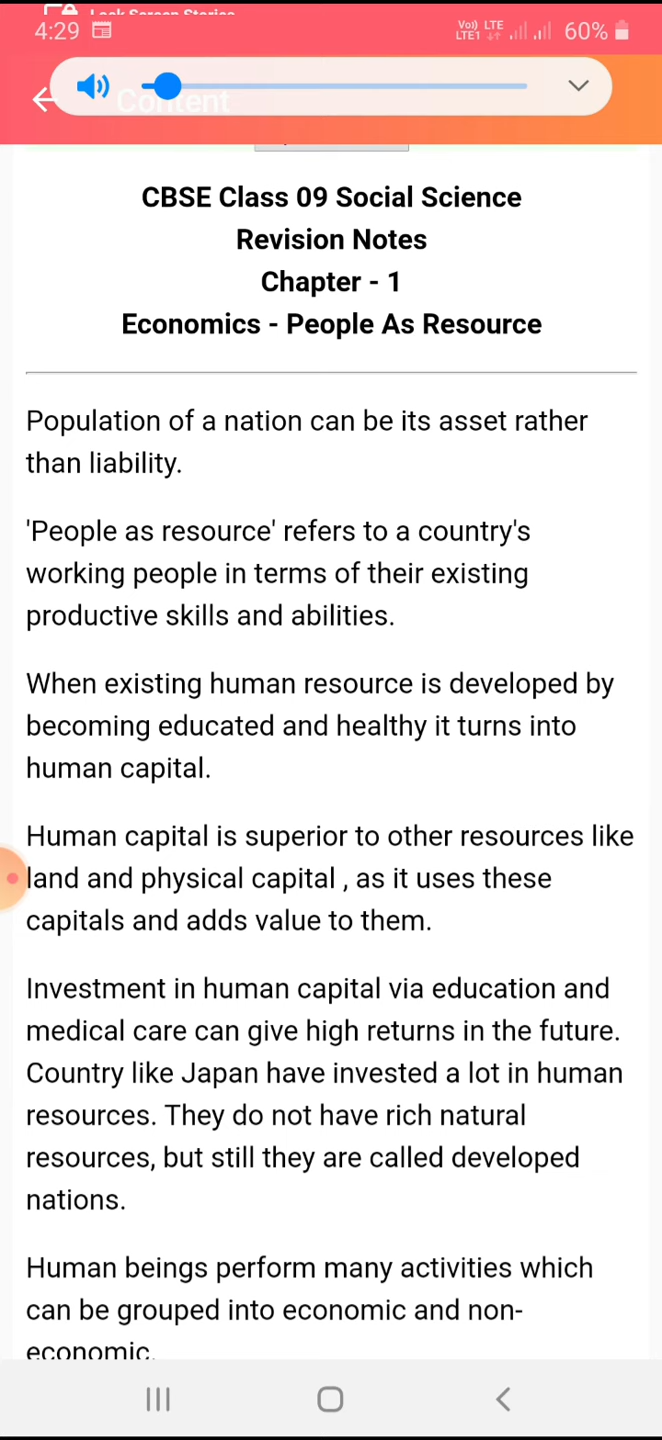 Lock Screen Stories
4:29
Vo) LTE
LTE1
60%
Content
CBSE Class 09 Social Science
Revision Notes
Chapter - 1
Economics - People As Resource
Population of a nation can be its asset rather
than liability.
'People as resource' refers to a country's
working people in terms of their existing
productive skills and abilities.
When existing human resource is developed by
becoming educated and healthy it turns into
human capital.
Human capital is superior to other resources like
land and physical capital , as it uses these
capitals and adds value to them.
Investment in human capital via education and
medical care can give high returns in the future.
Country like Japan have invested a lot in human
resources. They do not have rich natural
resources, but still they are called developed
nations.
Human beings perform many activities which
can be grouped into economic and non-
economic.